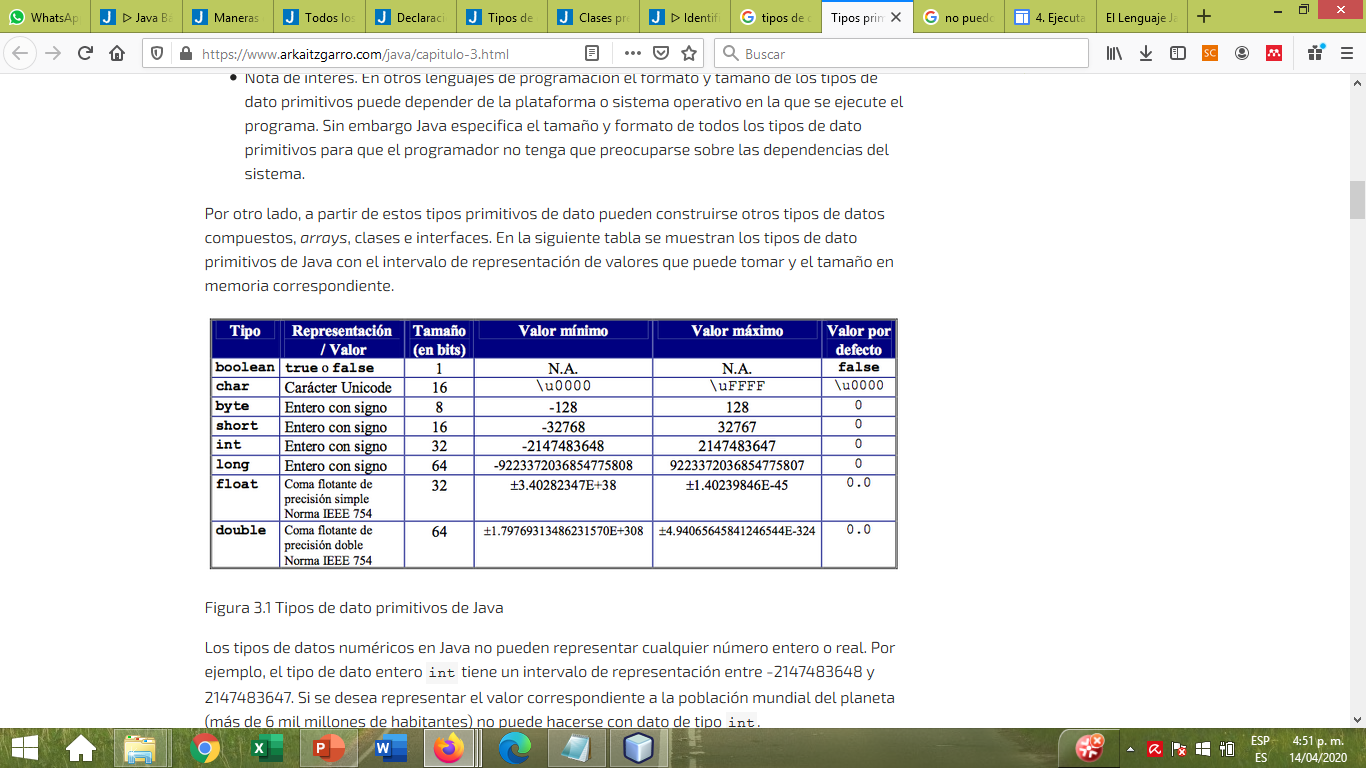 WhatsApp
▷ Java Bá
Maneras
Todos los
Declaraci
Tipos de
Clases pr
▷ Identifi
tipos de d
Tipos prim
no puedo
4. Ejecuta
El Lenguaje Ja
https://www.arkaitzgarro.com/java/capitulo-3.html
Buscar
SC
Nota de interés. En otros lenguajes de programación el formato y tamaño de los tipos de
dato primitivos puede depender de la plataforma o sistema operativo en la que se ejecute el
programa. Sin embargo Java especifica el tamaño y formato de todos los tipos de dato
primitivos para que el programador no tenga que preocuparse sobre las dependencias del
sistema.
Por otro lado, a partir de estos tipos primitivos de dato pueden construirse otros tipos de datos
compuestos, arrays, clases e interfaces. En la siguiente tabla se muestran los tipos de dato
primitivos de Java con el intervalo de representación de valores que puede tomar y el tamaño en
memoria correspondiente.
Tipo Representación / Valor Tamaño (en bits) Valor mínimo Valor máximo Valor por defecto
boolean true o false 1 N.A. N.A. false
char Carácter Unicode 16 \u0000 \uFFFF \u0000
byte Entero con signo 8 -128 128 0
short Entero con signo 16 -32768 32767 0
int Entero con signo 32 -2147483648 2147483647 0
long Entero con signo 64 -9223372036854775808 9223372036854775807 0
float Coma flotante de precisión simple Norma IEEE 754 32 ±3.40282347E+38 ±1.40239846E-45 0.0
double Coma flotante de precisión doble Norma IEEE 754 64 ±1.79769313486231570E+308 ±4.94065645841246544E-324 0.0
Figura 3.1 Tipos de dato primitivos de Java
Los tipos de datos numéricos en Java no pueden representar cualquier número entero o real. Por
ejemplo, el tipo de dato entero int tiene un intervalo de representación entre -2147483648 y
2147483647. Si se desea representar el valor correspondiente a la población mundial del planeta
(más de 6 mil millones de habitantes) no puede hacerse con dato de tipo int.
ESP
ES
4:51 p. m.
14/04/2020